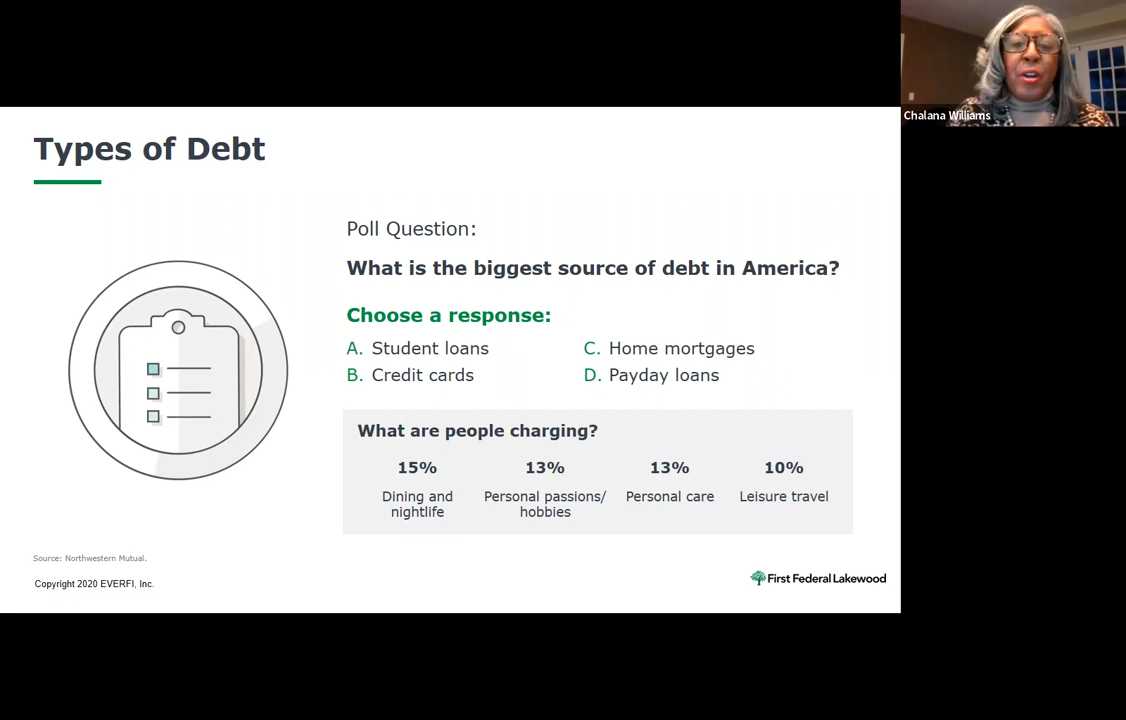 Chalana Williams
Types of Debt
Poll Question:
What is the biggest source of debt in America?
Choose a response:
A. Student loans
B. Credit cards
C. Home mortgages
D. Payday loans
What are people charging?
15%
Dining and
nightlife
13%
Personal passions/
hobbies
13%
Personal care
10%
Leisure travel
Source: Northwestern Mutual.
Copyright 2020 EVERFI, Inc.
First Federal Lakewood